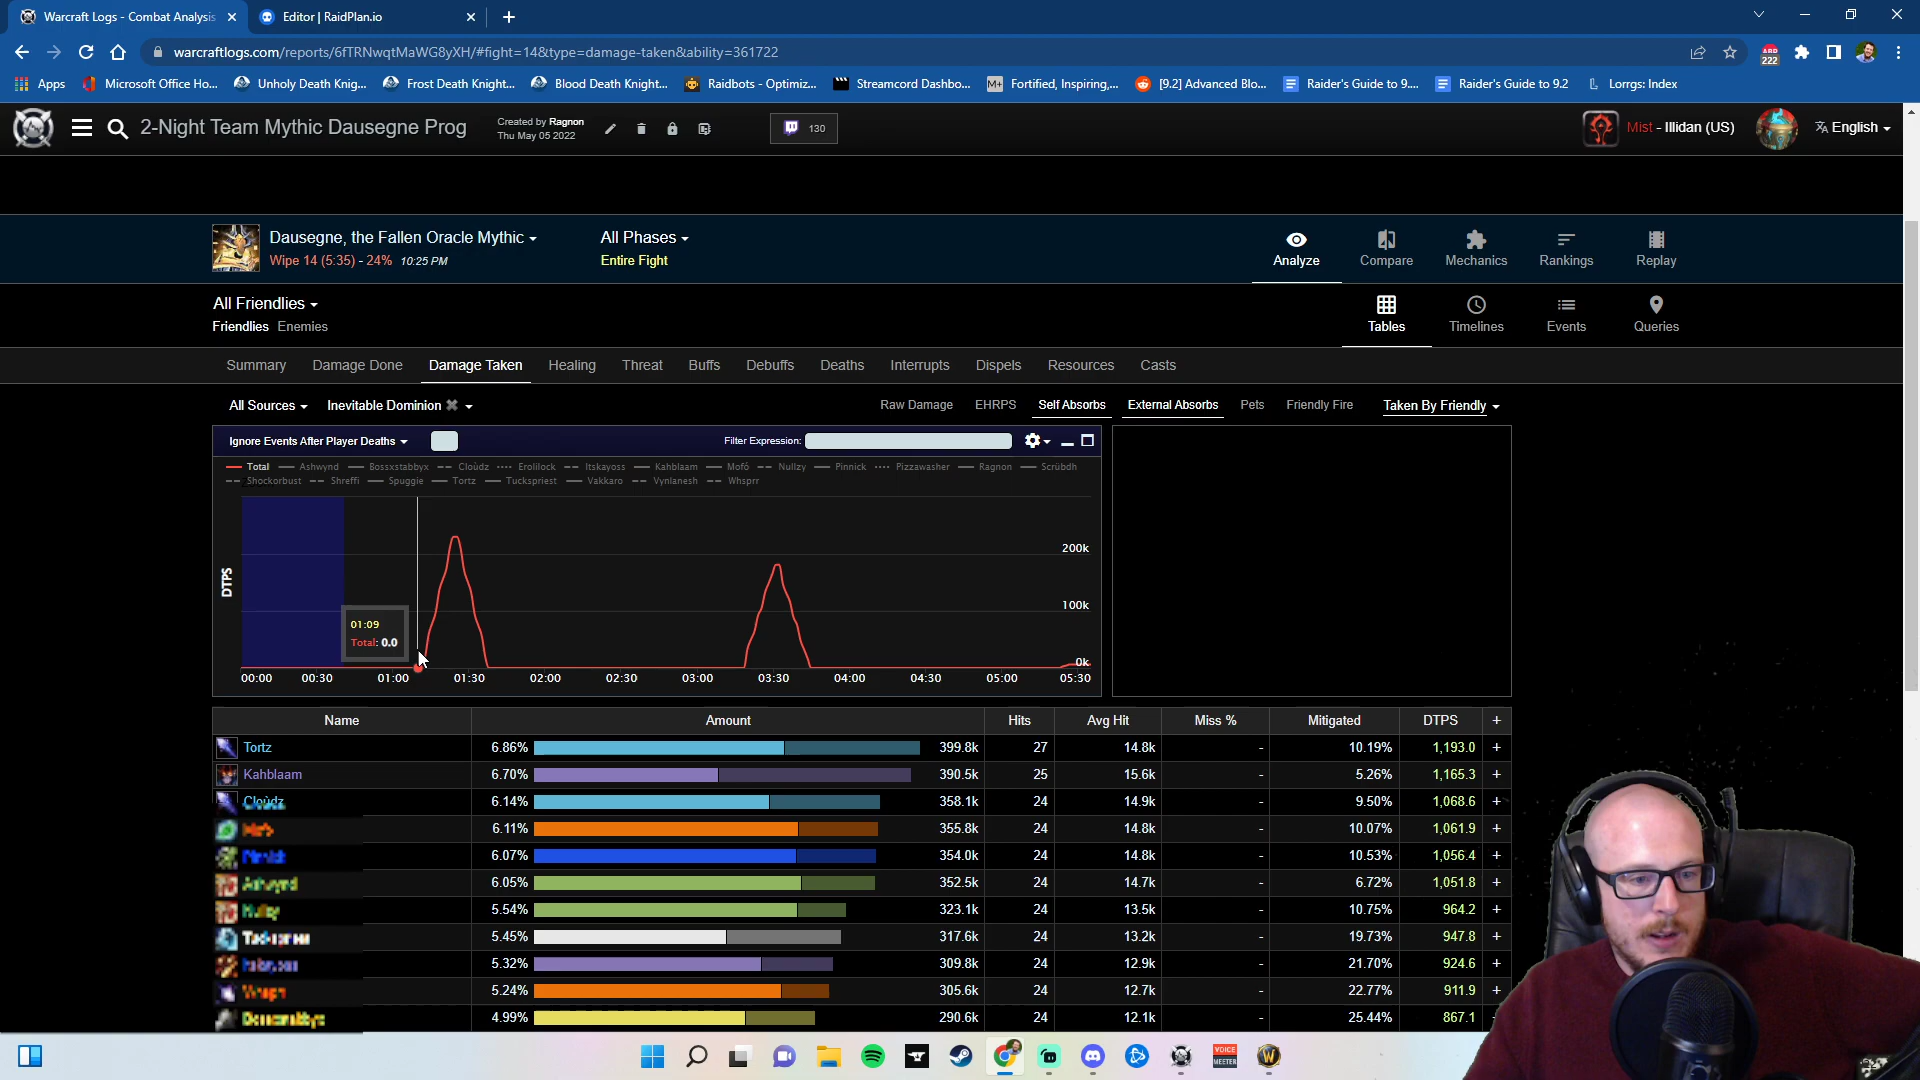 Warcraft Logs - Combat Analysis
Editor | RaidPlan.io
warcraftlogs.com/reports/6fTRNwqtMaWG8yXH/#fight=14&type=damage-taken&ability=361722
ABP
222
Apps
Microsoft Office Ho...
Unholy Death Knig...
Frost Death Knight...
Blood Death Knight...
Raidbots - Optimiz...
Streamcord Dashbo...
M+
Fortified, Inspiring,...
[9.2] Advanced Blo...
Raider's Guide to 9....
Raider's Guide to 9.2
Lorrgs: Index
2-Night Team Mythic Dausegne Prog
Created by Ragnon
Thu May 05 2022
130
Mist - Illidan (US)
English
Dausegne, the Fallen Oracle Mythic
Wipe 14 (5:35) - 24% 10:25 PM
All Phases
Entire Fight
Analyze
Compare
Mechanics
Rankings
Replay
All Friendlies
Friendlies Enemies
Tables
Timelines
Events
Queries
Summary Damage Done Damage Taken Healing Threat Buffs Debuffs Deaths Interrupts Dispels Resources Casts
All Sources Inevitable Dominion
Raw Damage EHRPS Self Absorbs External Absorbs Pets Friendly Fire Taken By Friendly
Ignore Events After Player Deaths
Filter Expression:
Total Ashwynd Bossxstabbyx Cloùdz Erolilock Itskayoss Kahblaam Mofô Nullzy Pinnick Pizzawasher Ragnon Scrübdh
Shockorbust Shreffi Spuggie Tortz Tuckspriest Vakkaro Vynlanesh Whsprr
DTPS
200k
100k
0k
01:09
Total: 0.0
00:00 00:30 01:00 01:30 02:00 02:30 03:00 03:30 04:00 04:30 05:00 05:30
Name Amount Hits Avg Hit Miss % Mitigated DTPS +
Tortz 6.86% 399.8k 27 14.8k - 10.19% 1,193.0 +
Kahblaam 6.70% 390.5k 25 15.6k - 5.26% 1,165.3 +
Cloùdz 6.14% 358.1k 24 14.9k - 9.50% 1,068.6 +
6.11% 355.8k 24 14.8k - 10.07% 1,061.9 +
6.07% 354.0k 24 14.8k - 10.53% 1,056.4 +
6.05% 352.5k 24 14.7k - 6.72% 1,051.8 +
5.54% 323.1k 24 13.5k - 10.75% 964.2 +
5.45% 317.6k 24 13.2k - 19.73% 947.8 +
5.32% 309.8k 24 12.9k - 21.70% 924.6 +
5.24% 305.6k 24 12.7k - 22.77% 911.9 +
4.99% 290.6k 24 12.1k - 25.44% 867.1
VOICE
MEETER